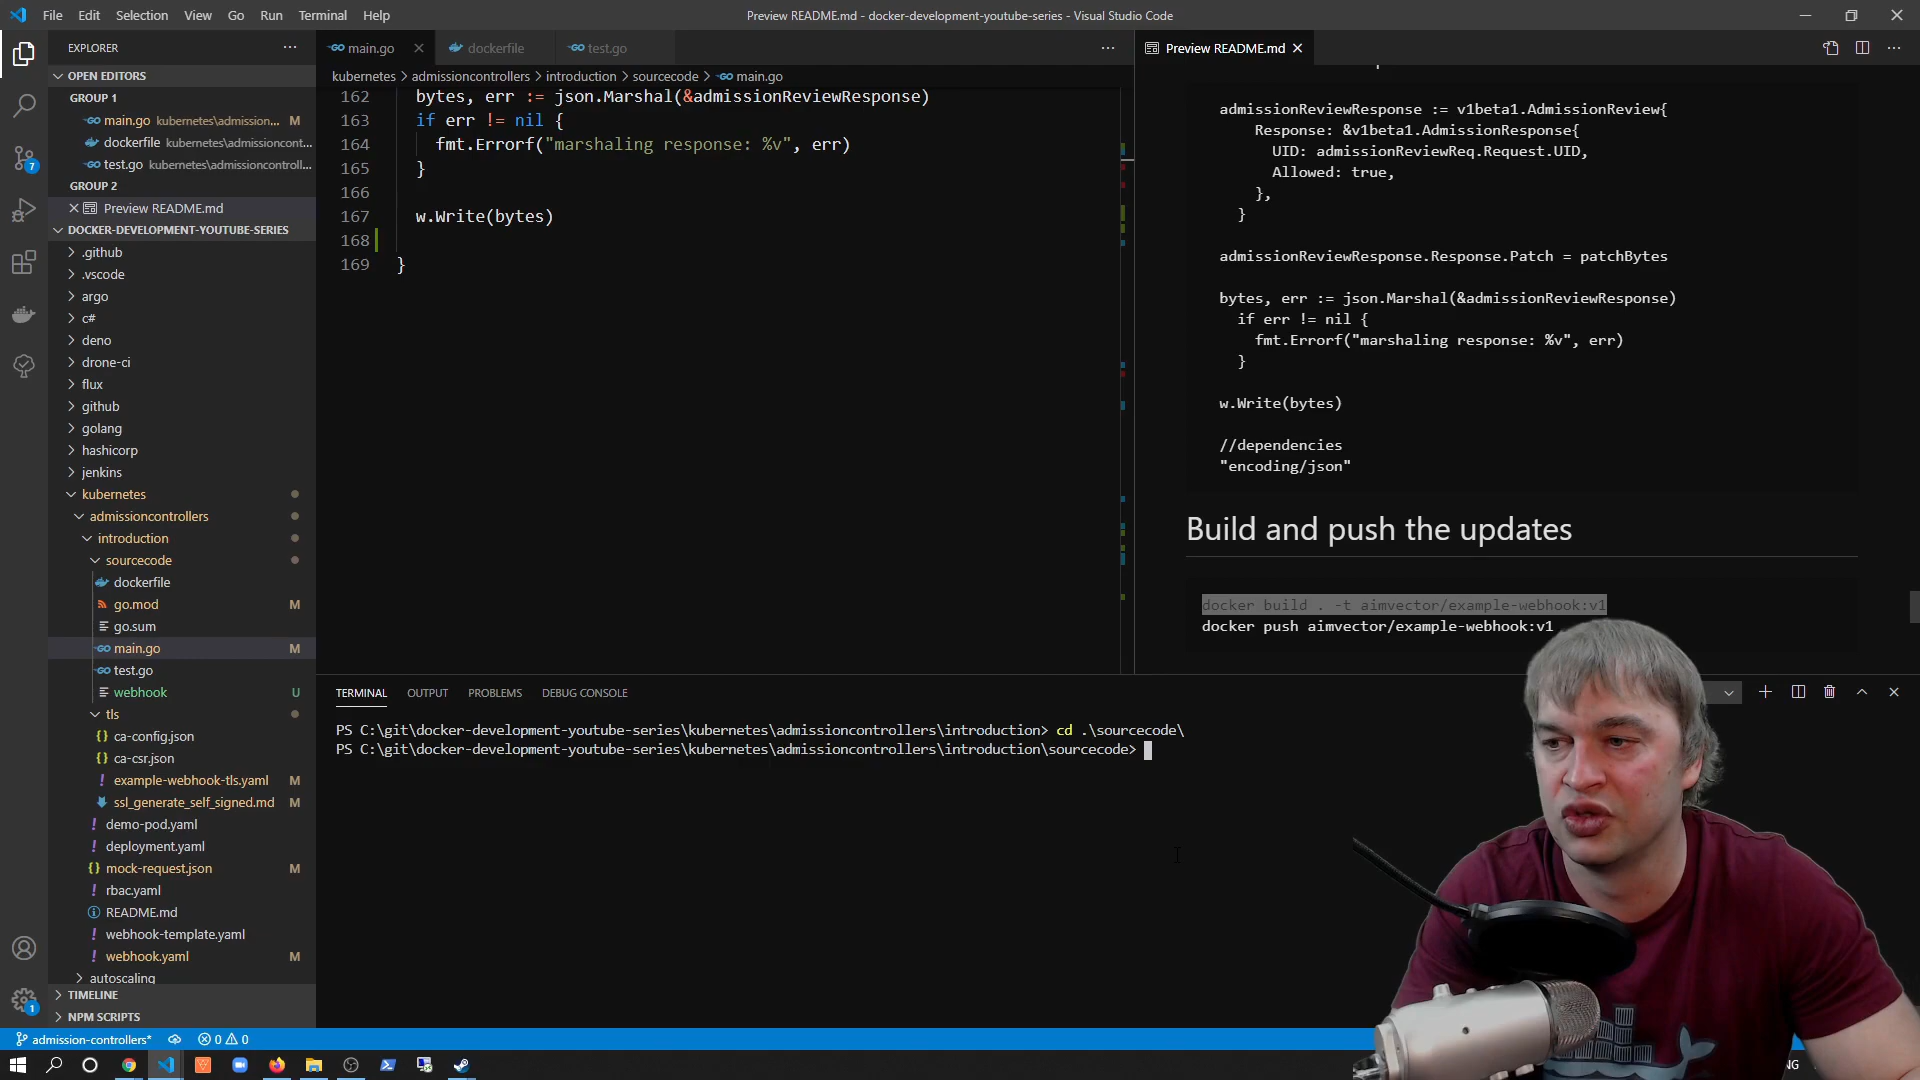 File Edit Selection View Go Run Terminal Help
Preview README.md - docker-development-youtube-series - Visual Studio Code
EXPLORER
OPEN EDITORS
GROUP 1
main.go kubernetes\admission... M
dockerfile kubernetes\admissioncont...
test.go kubernetes\admissioncontroll...
GROUP 2
Preview README.md
DOCKER-DEVELOPMENT-YOUTUBE-SERIES
.github
.vscode
argo
c#
deno
drone-ci
flux
github
golang
hashicorp
jenkins
kubernetes
admissioncontrollers
introduction
sourcecode
dockerfile
go.mod M
go.sum
main.go M
test.go
webhook U
tls
ca-config.json
ca-csr.json
example-webhook-tls.yaml M
ssl_generate_self_signed.md M
demo-pod.yaml
deployment.yaml
mock-request.json M
rbac.yaml
README.md
webhook-template.yaml
webhook.yaml M
autoscaling
TIMELINE
NPM SCRIPTS
7
1
main.go dockerfile test.go
kubernetes > admissioncontrollers > introduction > sourcecode > main.go
162 bytes, err := json.Marshal(&admissionReviewResponse)
163 if err != nil {
164 fmt.Errorf("marshaling response: %v", err)
165 }
166
167 w.Write(bytes)
168
169 }
Preview README.md
admissionReviewResponse := v1beta1.AdmissionReview{
Response: &v1beta1.AdmissionResponse{
UID: admissionReviewReq.Request.UID,
Allowed: true,
},
}
admissionReviewResponse.Response.Patch = patchBytes
bytes, err := json.Marshal(&admissionReviewResponse)
if err != nil {
fmt.Errorf("marshaling response: %v", err)
}
w.Write(bytes)
//dependencies
"encoding/json"
Build and push the updates
docker build . -t aimvector/example-webhook:v1
docker push aimvector/example-webhook:v1
TERMINAL OUTPUT PROBLEMS DEBUG CONSOLE
PS C:\git\docker-development-youtube-series\kubernetes\admissioncontrollers\introduction> cd .\sourcecode\
PS C:\git\docker-development-youtube-series\kubernetes\admissioncontrollers\introduction\sourcecode>
admission-controllers* 0 0